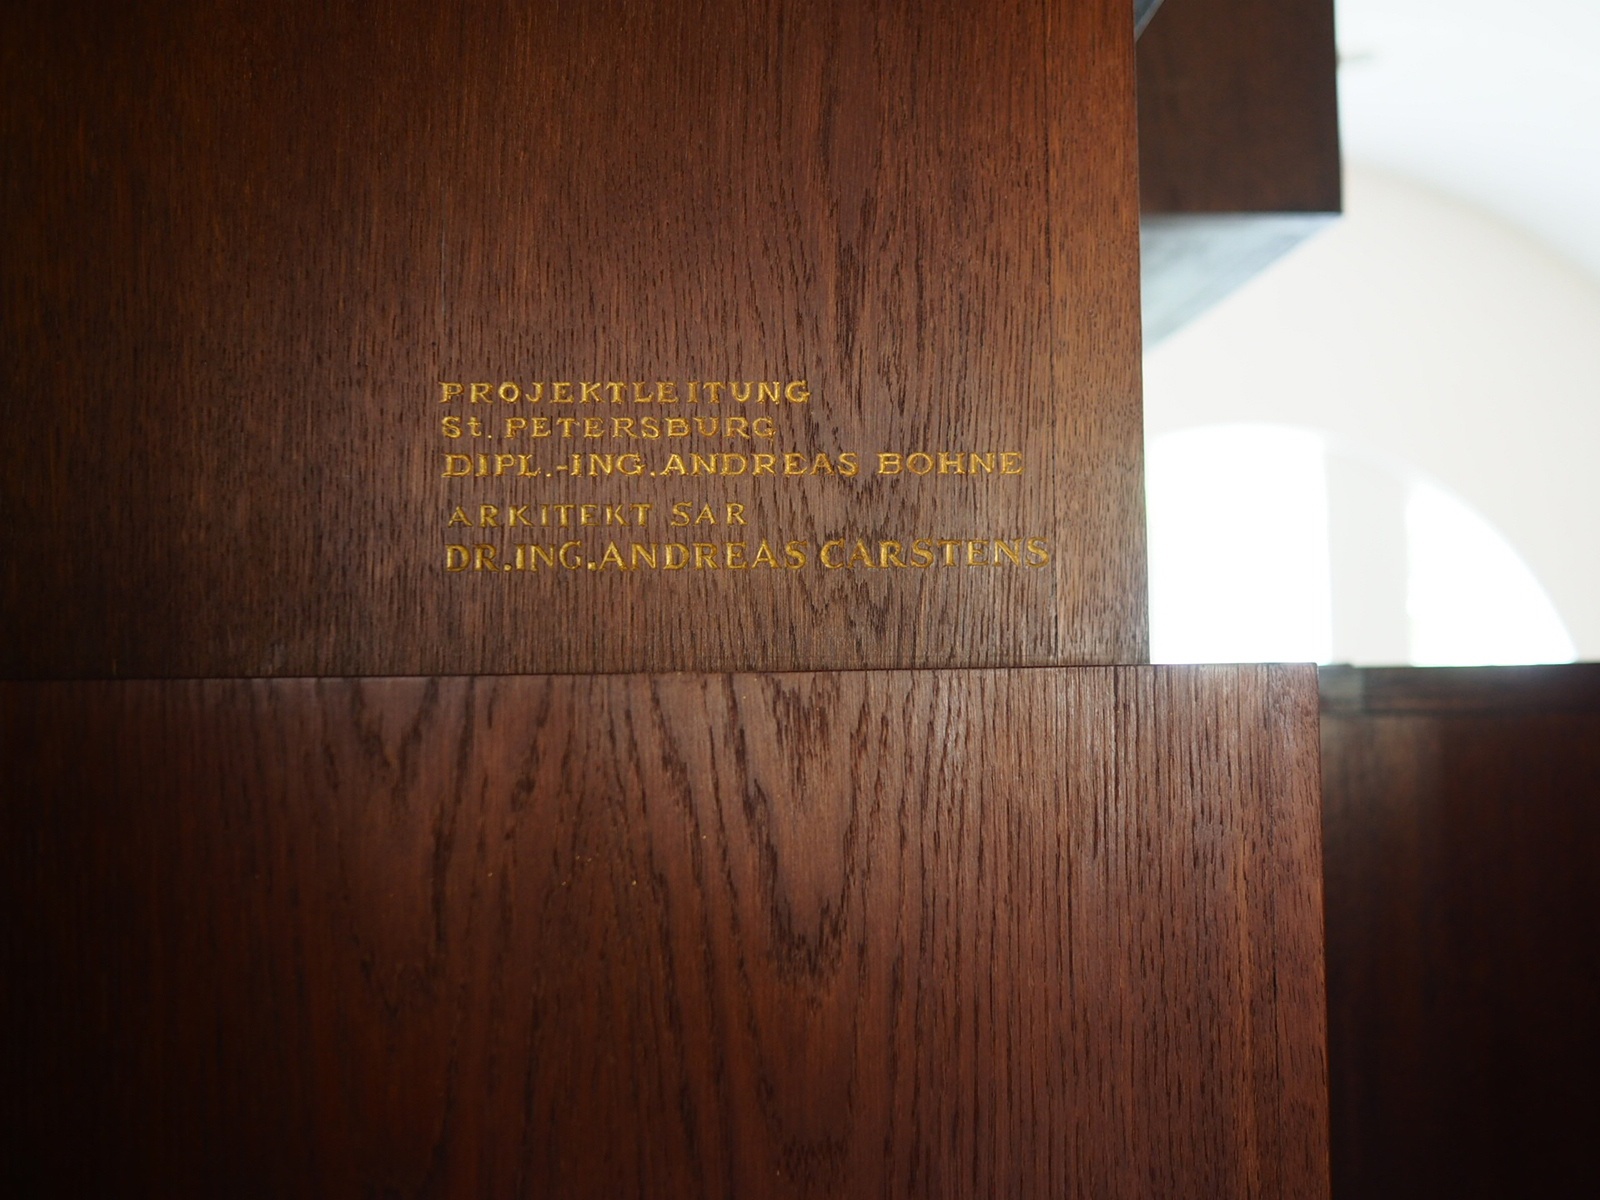 PROJEKTLEITUNG
St. PETERSBURG
DIPL.-ING. ANDREAS BOHNE
ARKITEKT SAR
DR.ING. ANDREAS CARSTENS